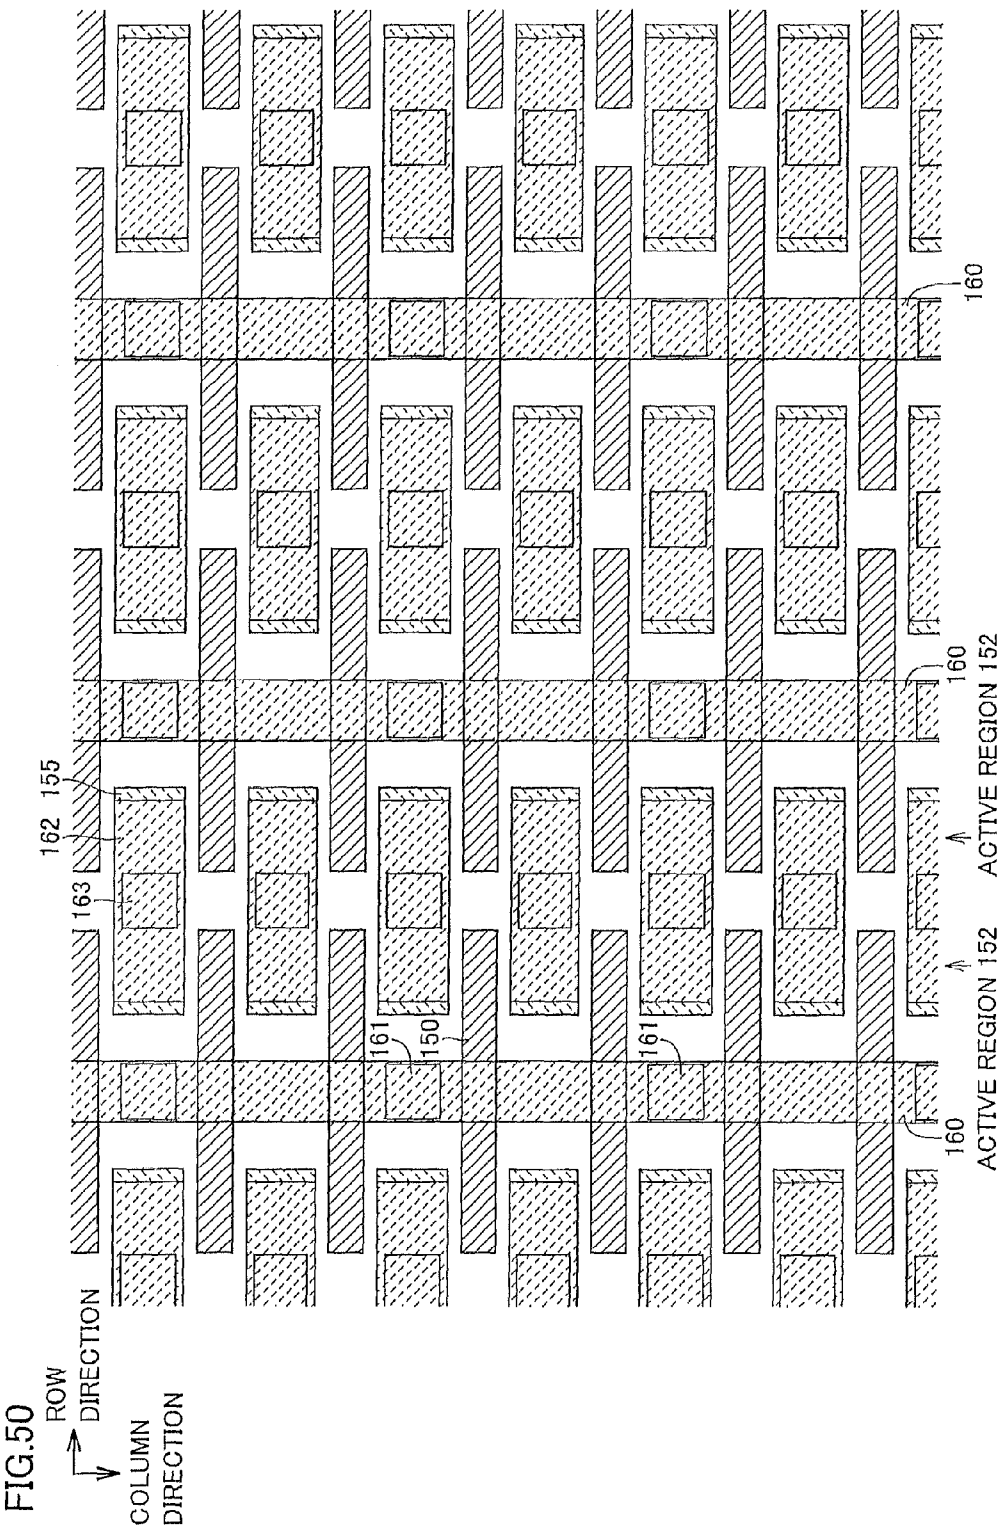 FIG.50
ROW
DIRECTION
COLUMN
DIRECTION
163
162
155
161
150
161
160
160
160
ACTIVE REGION 152
ACTIVE REGION 152